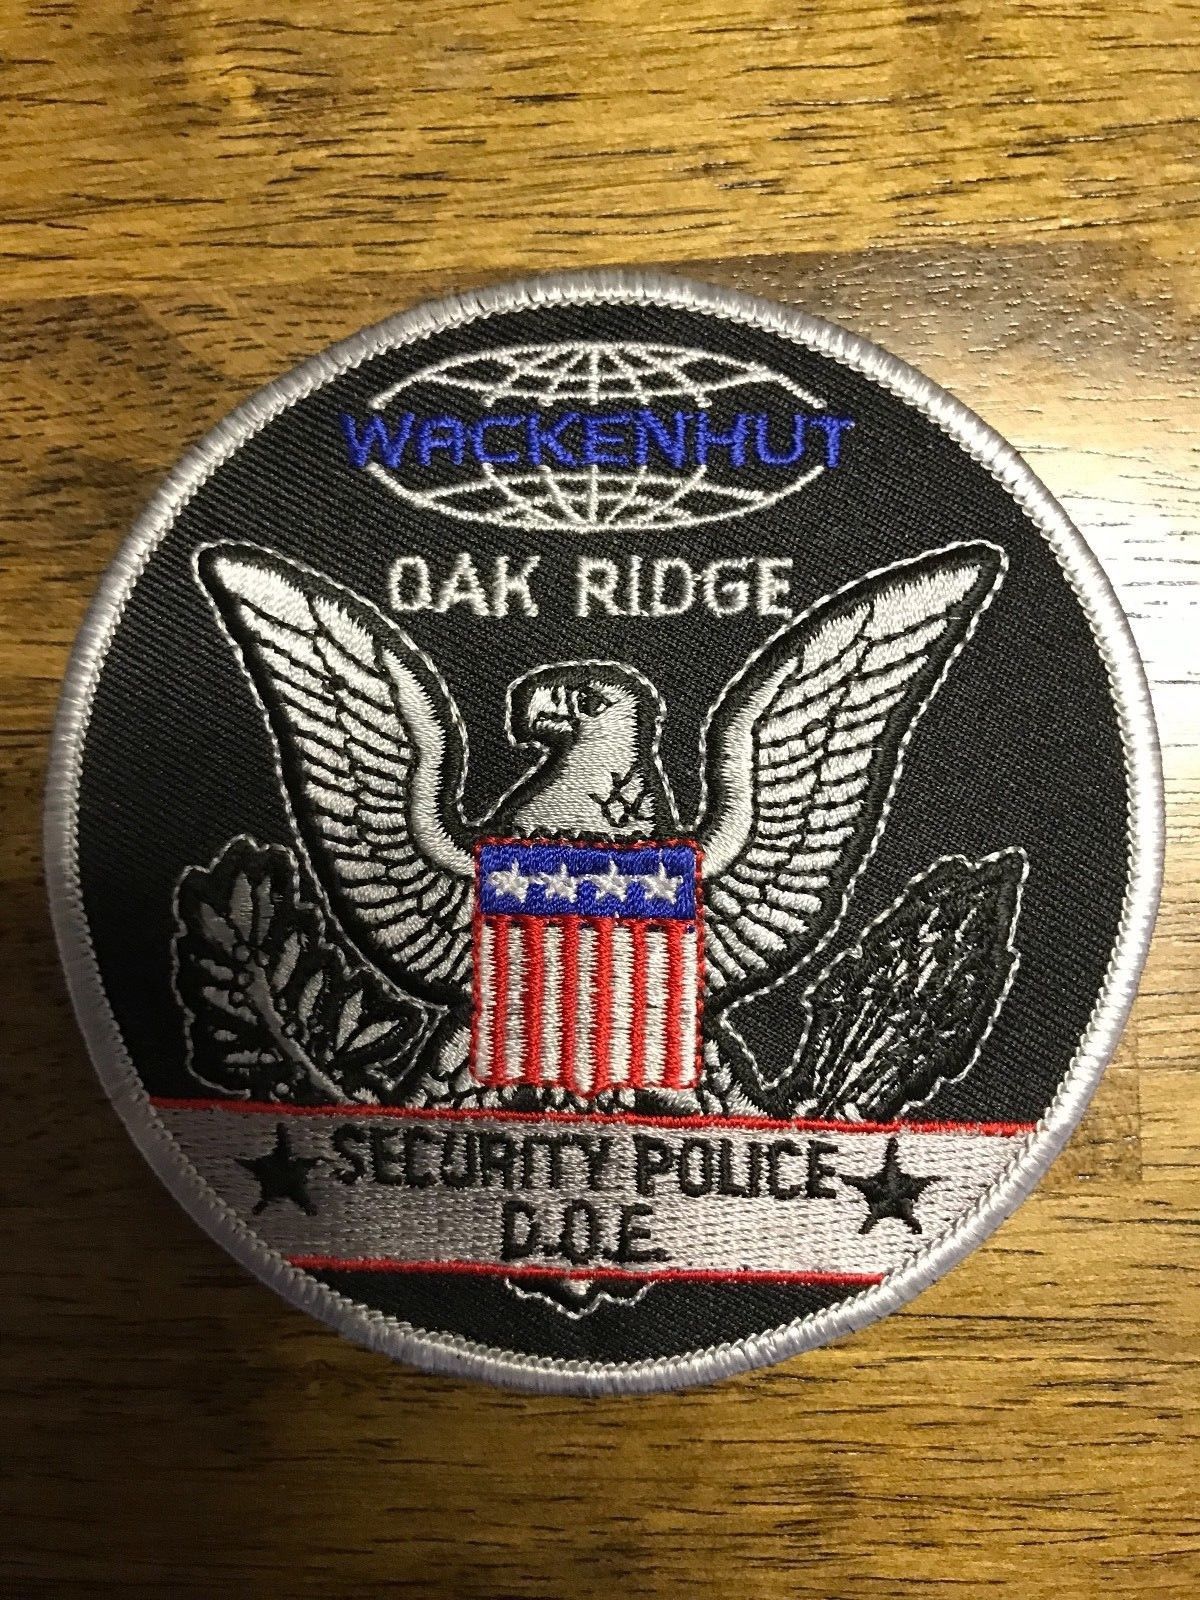 WACKENHUT
OAK RIDGE
SECURITY POLICE
D.O.E.